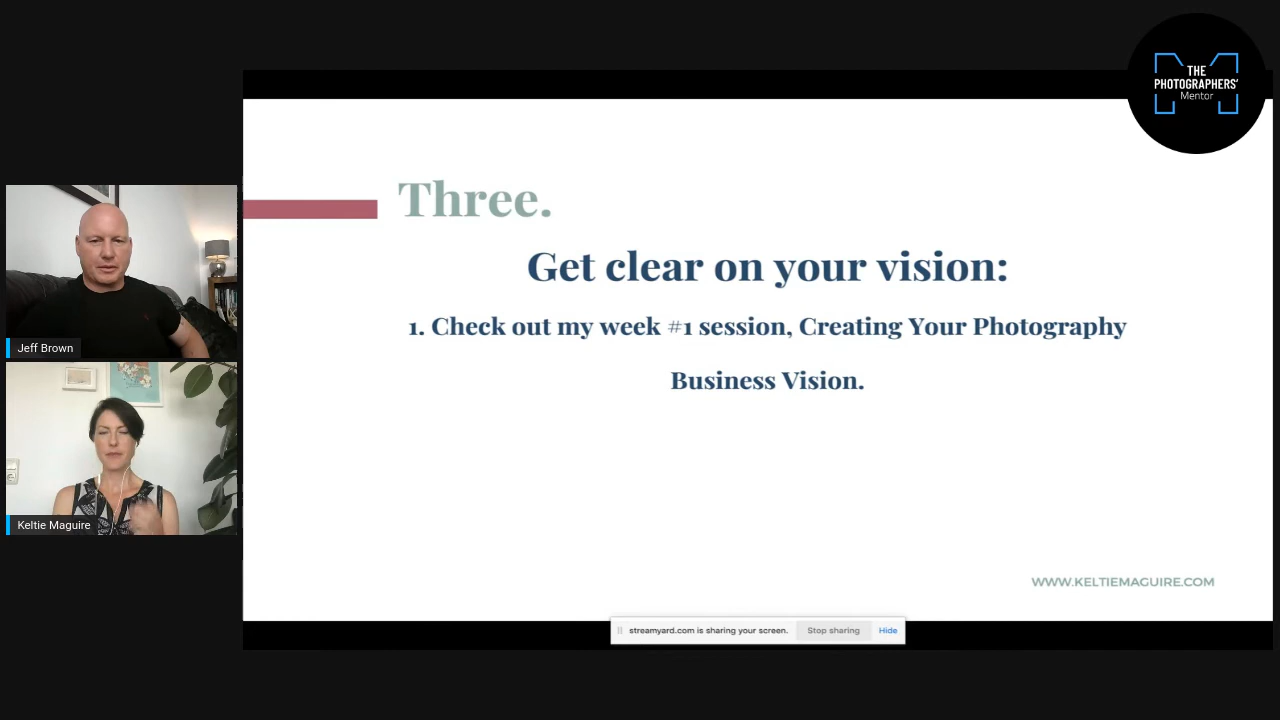 THE
PHOTOGRAPHERS'
Mentor
Three.
Get clear on your vision:
1. Check out my week #1 session, Creating Your Photography
Business Vision.
Jeff Brown
Keltie Maguire
WWW.KELTIEMAGUIRE.COM
streamyard.com is sharing your screen. Stop sharing Hide